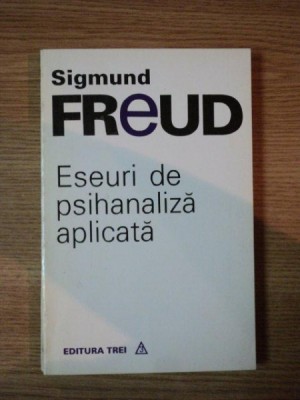 Sigmund
FReUD
Eseuri de
psihanaliză
aplicată
EDITURA TREI